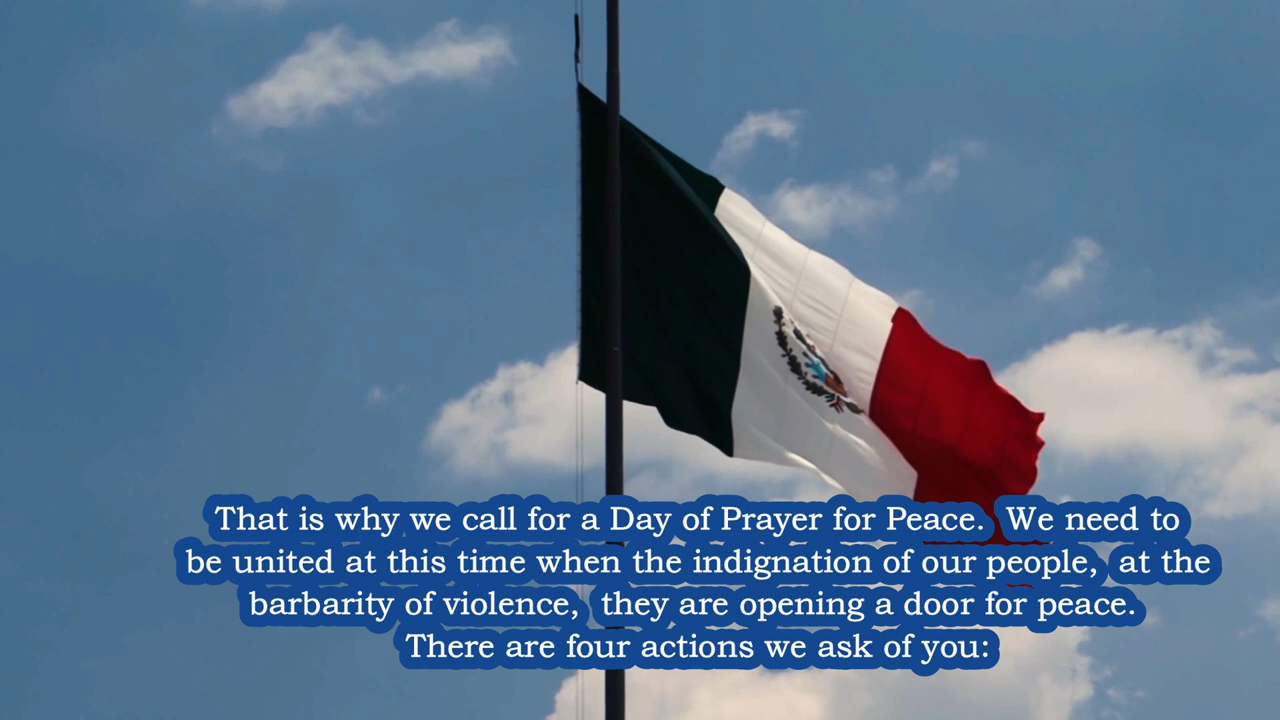 That is why we call for a Day of Prayer for Peace. We need to
be united at this time when the indignation of our people, at the
barbarity of violence, they are opening a door for peace.
There are four actions we ask of you: